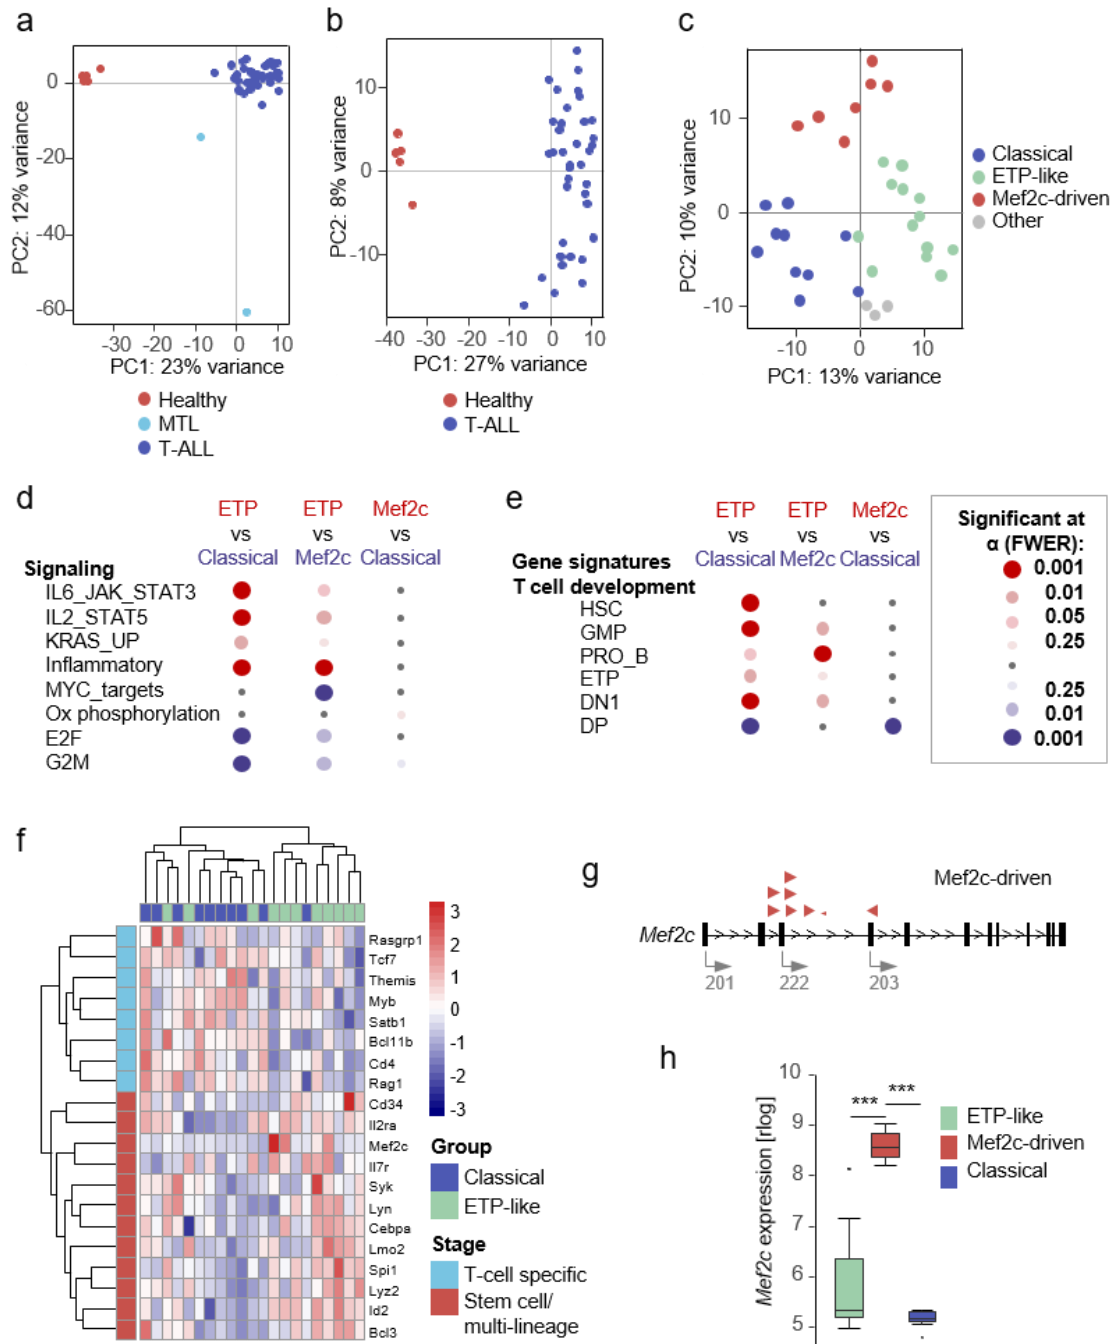 a
0
-20
-40
-60
PC2: 12% variance
-30
-20
-10
0
10
PC1: 23% variance
Healthy
MTL
T-ALL
b
10
0
-10
PC2: 8% variance
-40
-30
-20
-10
0
10
PC1: 27% variance
Healthy
T-ALL
c
10
0
-10
PC2: 10% variance
-10
0
10
PC1: 13% variance
Classical
ETP-like
Mef2c-driven
Other
d
ETP
vs
Classical
ETP
vs
Mef2c
Mef2c
vs
Classical
Signaling
IL6_JAK_STAT3
IL2_STAT5
KRAS_UP
Inflammatory
MYC_targets
Ox phosphorylation
E2F
G2M
e
ETP
vs
Classical
ETP
vs
Mef2c
Mef2c
vs
Classical
Gene signatures
T cell development
HSC
GMP
PRO_B
ETP
DN1
DP
Significant at
α (FWER):
0.001
0.01
0.05
0.25
0.25
0.01
0.001
f
Rasgrp1
Tcf7
Themis
Myb
Satb1
Bcl11b
Cd4
Rag1
Cd34
Il2ra
Mef2c
Il7r
Syk
Lyn
Cebpa
Lmo2
Spi1
Lyz2
Id2
Bcl3
3
2
1
0
-1
-2
-3
Group
Classical
ETP-like
Stage
T-cell specific
Stem cell/
multi-lineage
g
Mef2c-driven
Mef2c
201
222
203
h
10
9
8
7
6
5
Mef2c expression [rlog]
***
***
ETP-like
Mef2c-driven
Classical